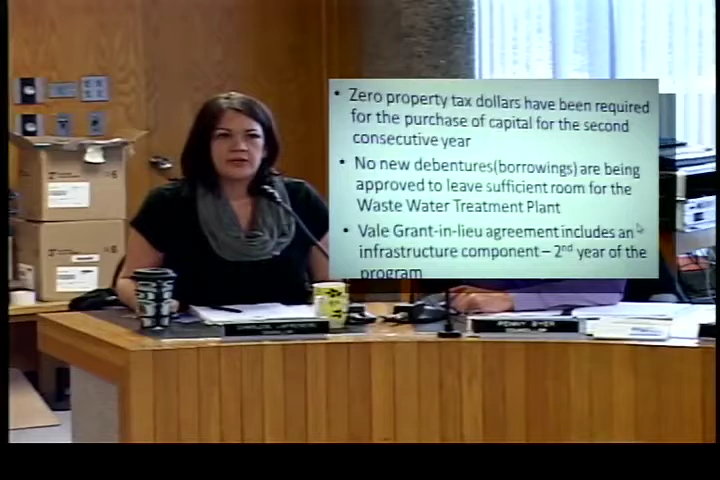 • Zero property tax dollars have been required
for the purchase of capital for the second
consecutive year
• No new debentures(borrowings) are being
approved to leave sufficient room for the
Waste Water Treatment Plant
• Vale Grant-in-lieu agreement includes an
infrastructure component – 2nd year of the
program
PENNY BYER